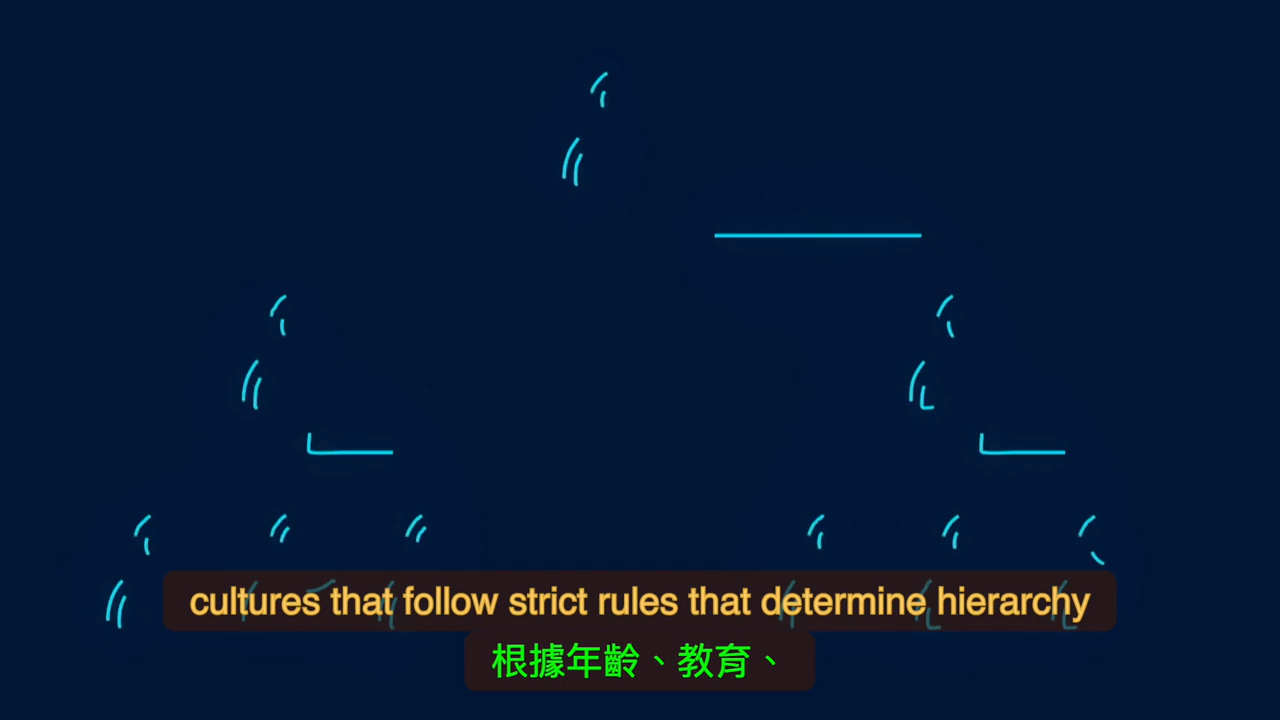 cultures that follow strict rules that determine hierarchy
根據年齡、教育、